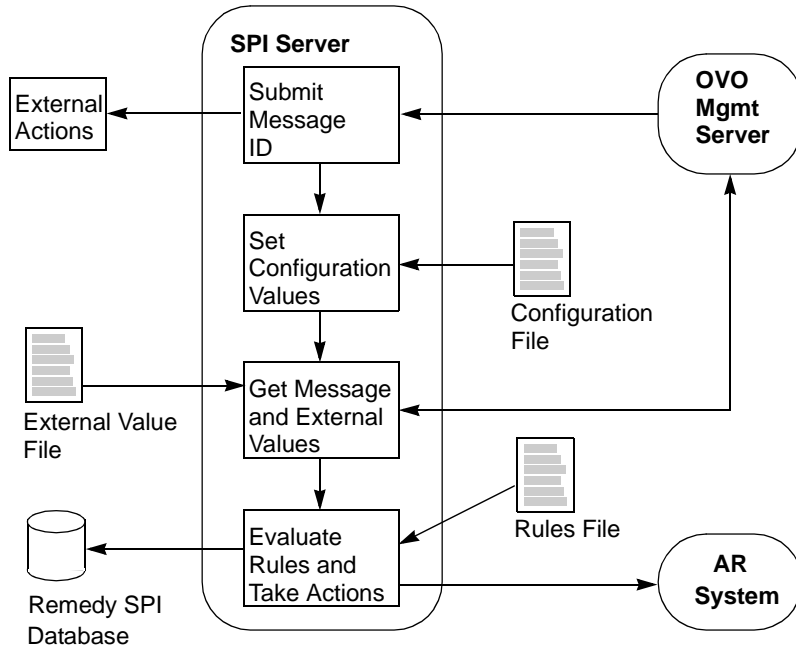 SPI Server
External
Actions
Submit
Message
ID
OVO
Mgmt
Server
Set
Configuration
Values
Configuration
File
External Value
File
Get Message
and External
Values
Rules File
Evaluate
Rules and
Take Actions
Remedy SPI
Database
AR
System